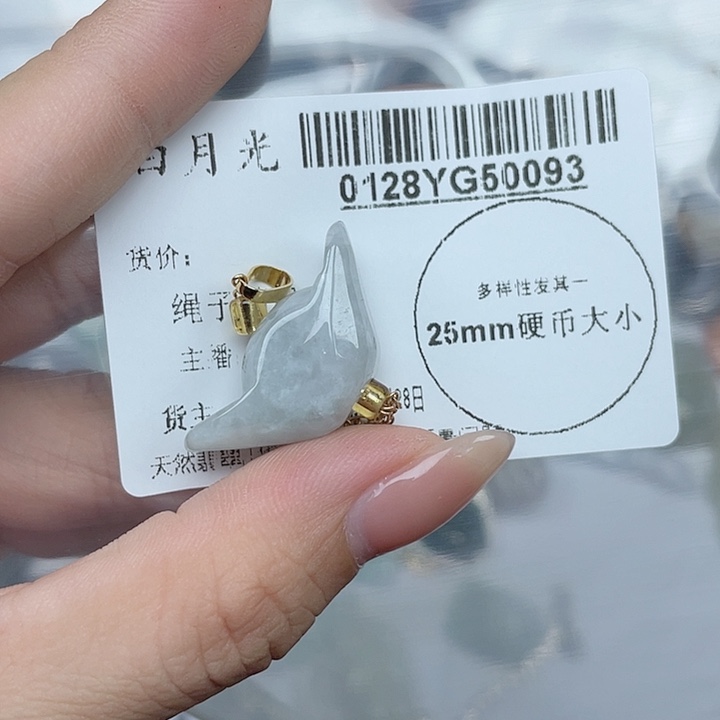 白月光
0128YG50093
货价:
多样性发其一
绳子
25mm硬币大小
主播
8日
货主
天然翡